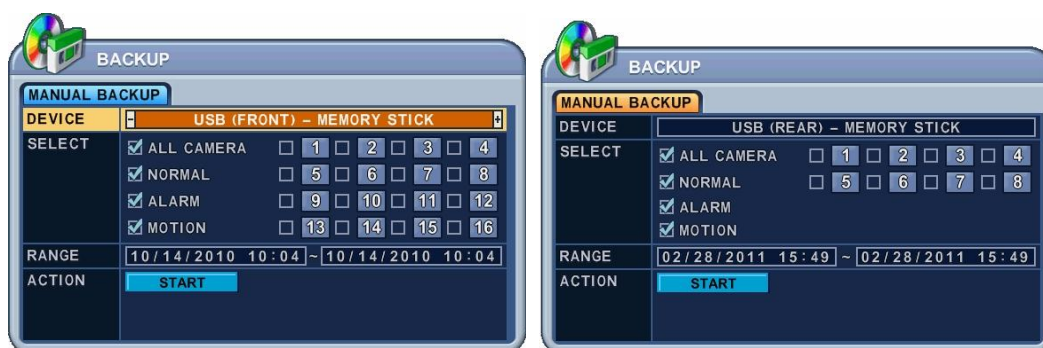 BACKUP
MANUAL BACKUP
DEVICE - USB (FRONT) – MEMORY STICK +
SELECT ALL CAMERA 1 2 3 4
NORMAL 5 6 7 8
ALARM 9 10 11 12
MOTION 13 14 15 16
RANGE 10/14/2010 10:04 ~ 10/14/2010 10:04
ACTION START
BACKUP
MANUAL BACKUP
DEVICE USB (REAR) – MEMORY STICK
SELECT ALL CAMERA 1 2 3 4
NORMAL 5 6 7 8
ALARM
MOTION
RANGE 02/28/2011 15:49 ~ 02/28/2011 15:49
ACTION START